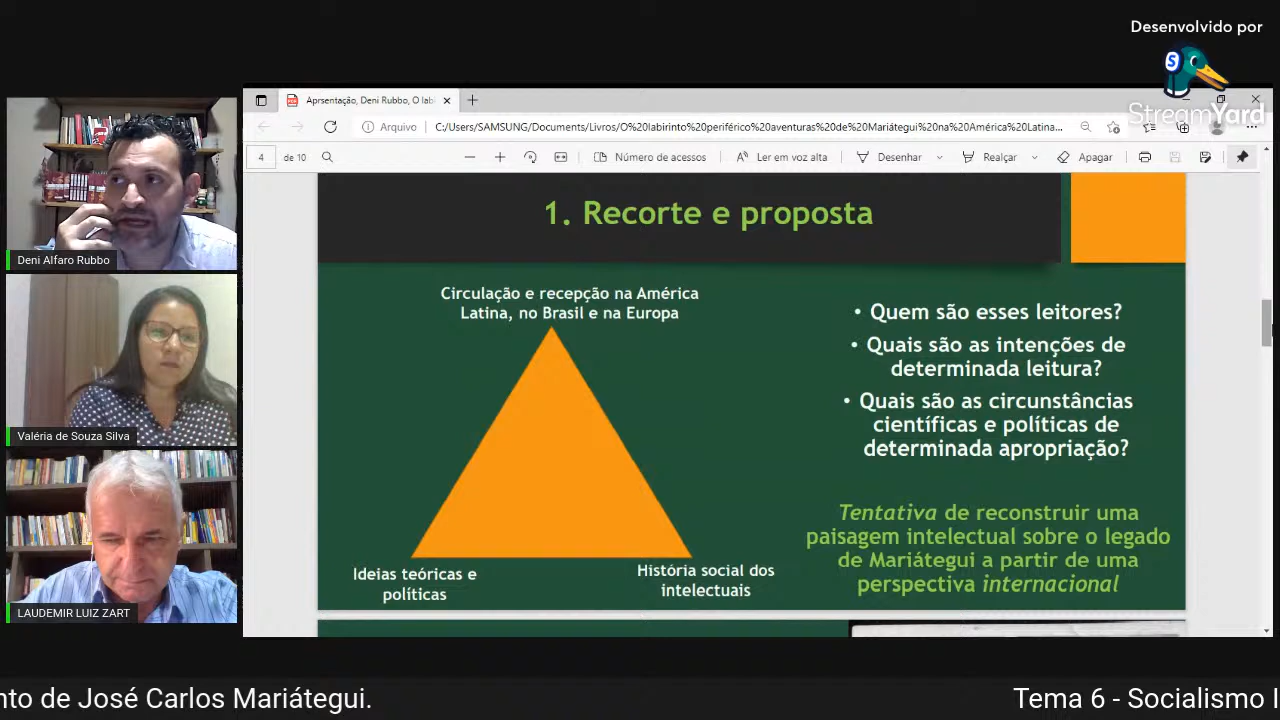 Desenvolvido por
S
StreamYard
Aprsentação, Deni Rubbo, O lab
Arquivo
C:/Users/SAMSUNG/Documents/Livros/O%20labirinto%20periférico%20aventuras%20de%20Mariátegui%20na%20América%20Latina...
4 de 10
Número de acessos
Ler em voz alta
Desenhar
Realçar
Apagar
1. Recorte e proposta
Circulação e recepção na América
Latina, no Brasil e na Europa
Ideias teóricas e
políticas
História social dos
intelectuais
• Quem são esses leitores?
• Quais são as intenções de
determinada leitura?
• Quais são as circunstâncias
científicas e políticas de
determinada apropriação?
Tentativa de reconstruir uma
paisagem intelectual sobre o legado
de Mariátegui a partir de uma
perspectiva internacional
Deni Alfaro Rubbo
Valéria de Souza Silva
LAUDEMIR LUIZ ZART
nto de José Carlos Mariátegui.
Tema 6 - Socialismo I